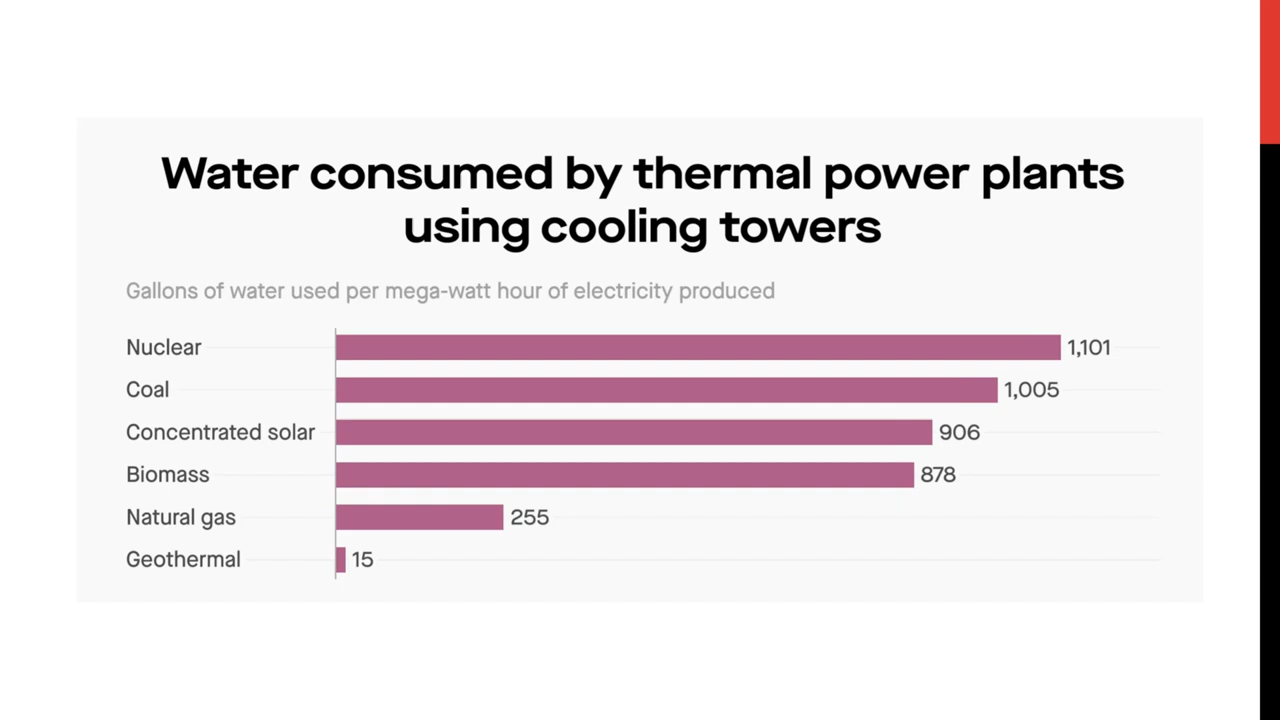 Water consumed by thermal power plants
using cooling towers
Gallons of water used per mega-watt hour of electricity produced
Nuclear 1,101
Coal 1,005
Concentrated solar 906
Biomass 878
Natural gas 255
Geothermal 15